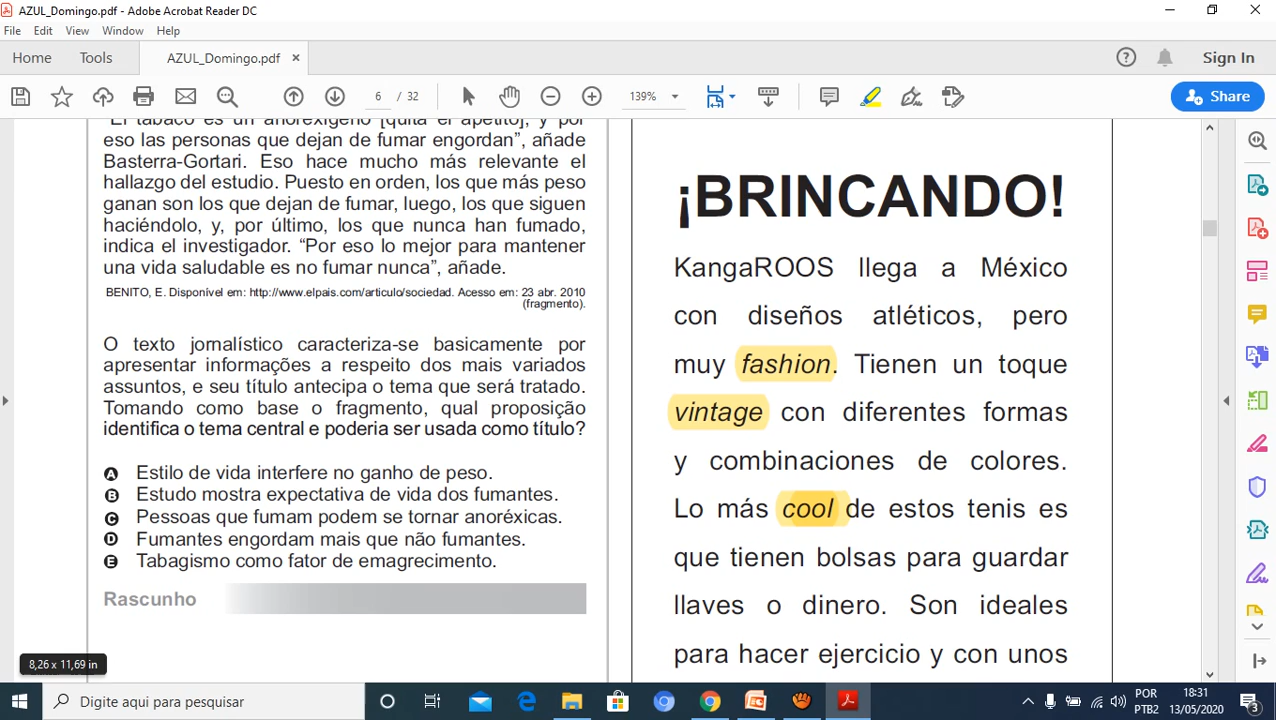 AZUL_Domingo.pdf - Adobe Acrobat Reader DC
File Edit View Window Help
Home Tools AZUL_Domingo.pdf × Sign In
6 / 32 139% Share
"El tabaco es un anorexígeno [quita el apetito], y por
eso las personas que dejan de fumar engordan", añade
Basterra-Gortari. Eso hace mucho más relevante el
hallazgo del estudio. Puesto en orden, los que más peso
ganan son los que dejan de fumar, luego, los que siguen
haciéndolo, y, por último, los que nunca han fumado,
indica el investigador. "Por eso lo mejor para mantener
una vida saludable es no fumar nunca", añade.
BENITO, E. Disponível em: http://www.elpais.com/articulo/sociedad. Acesso em: 23 abr. 2010
(fragmento).
O texto jornalístico caracteriza-se basicamente por
apresentar informações a respeito dos mais variados
assuntos, e seu título antecipa o tema que será tratado.
Tomando como base o fragmento, qual proposição
identifica o tema central e poderia ser usada como título?
A Estilo de vida interfere no ganho de peso.
B Estudo mostra expectativa de vida dos fumantes.
C Pessoas que fumam podem se tornar anoréxicas.
D Fumantes engordam mais que não fumantes.
E Tabagismo como fator de emagrecimento.
Rascunho
8,26 x 11,69 in
¡BRINCANDO!
KangaROOS llega a México
con diseños atléticos, pero
muy fashion. Tienen un toque
vintage con diferentes formas
y combinaciones de colores.
Lo más cool de estos tenis es
que tienen bolsas para guardar
llaves o dinero. Son ideales
para hacer ejercicio y con unos
Digite aqui para pesquisar
POR
PTB2
18:31
13/05/2020
3